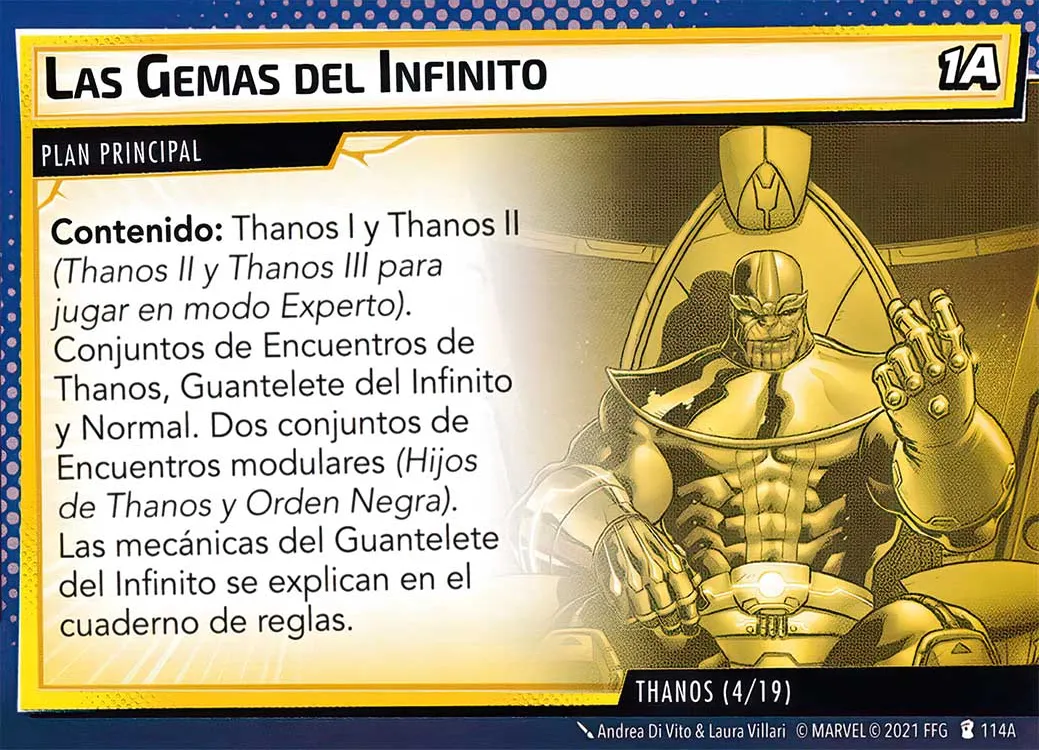 LAS GEMAS DEL INFINITO
1A
PLAN PRINCIPAL
Contenido: Thanos I y Thanos II
(Thanos II y Thanos III para
jugar en modo Experto).
Conjuntos de Encuentros de
Thanos, Guantelete del Infinito
y Normal. Dos conjuntos de
Encuentros modulares (Hijos
de Thanos y Orden Negra).
Las mecánicas del Guantelete
del Infinito se explican en el
cuaderno de reglas.
THANOS (4/19)
Andrea Di Vito & Laura Villari © MARVEL © 2021 FFG 114A